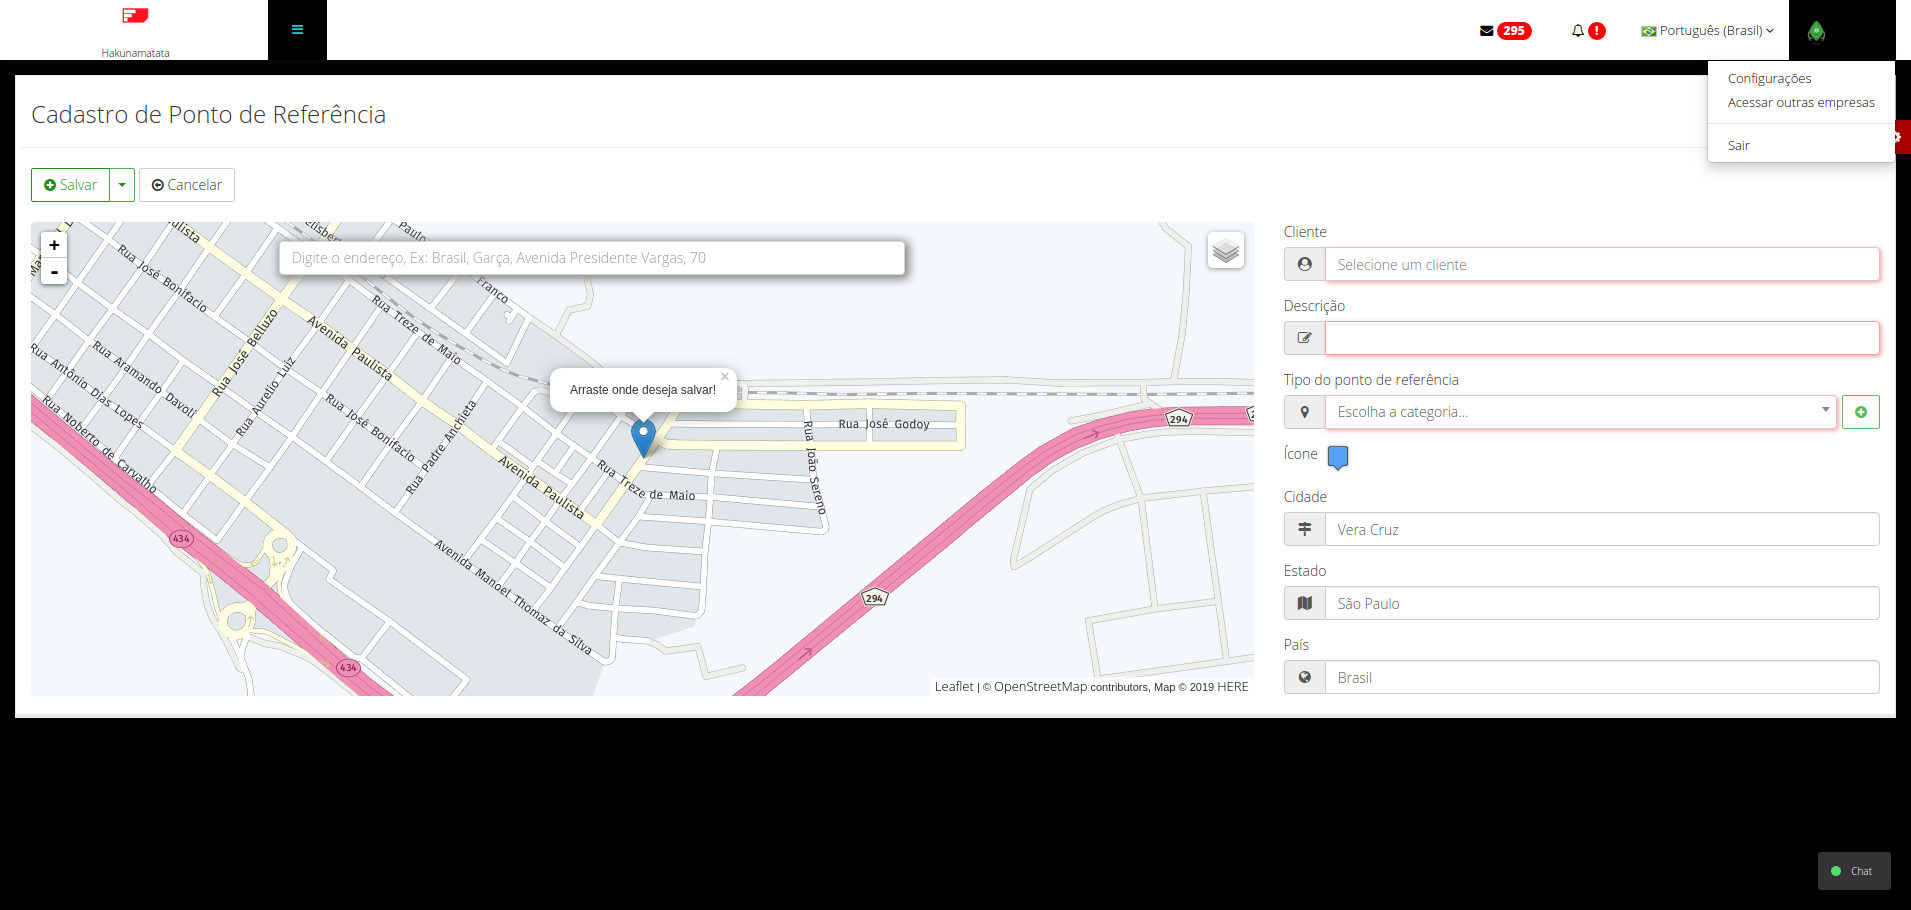 Hakunamatata
295
!
Português (Brasil)
Configurações
Acessar outras empresas
Sair
Cadastro de Ponto de Referência
Salvar
Cancelar
+
-
Digite o endereço, Ex: Brasil, Garça, Avenida Presidente Vargas, 70
Arraste onde deseja salvar!
×
Rua José Bonifacio
Franco
Rua Treze de Maio
Avenida Paulista
Rua José Belluzo
Rua Aramando Davoli
Rua Aurelio Luiz
Rua Antônio Dias Lopes
Rua Noberto de Carvalho
Rua José Bonifacio
Rua Padre Anchieta
Avenida Paulista
Rua Treze de Maio
Rua José Godoy
Rua João Sereno
Avenida Manoel Thomaz da Silva
434
434
294
294
Leaflet | © OpenStreetMap contributors, Map © 2019 HERE
Cliente
Selecione um cliente
Descrição
Tipo do ponto de referência
Escolha a categoria...
Ícone
Cidade
Vera Cruz
Estado
São Paulo
País
Brasil
Chat